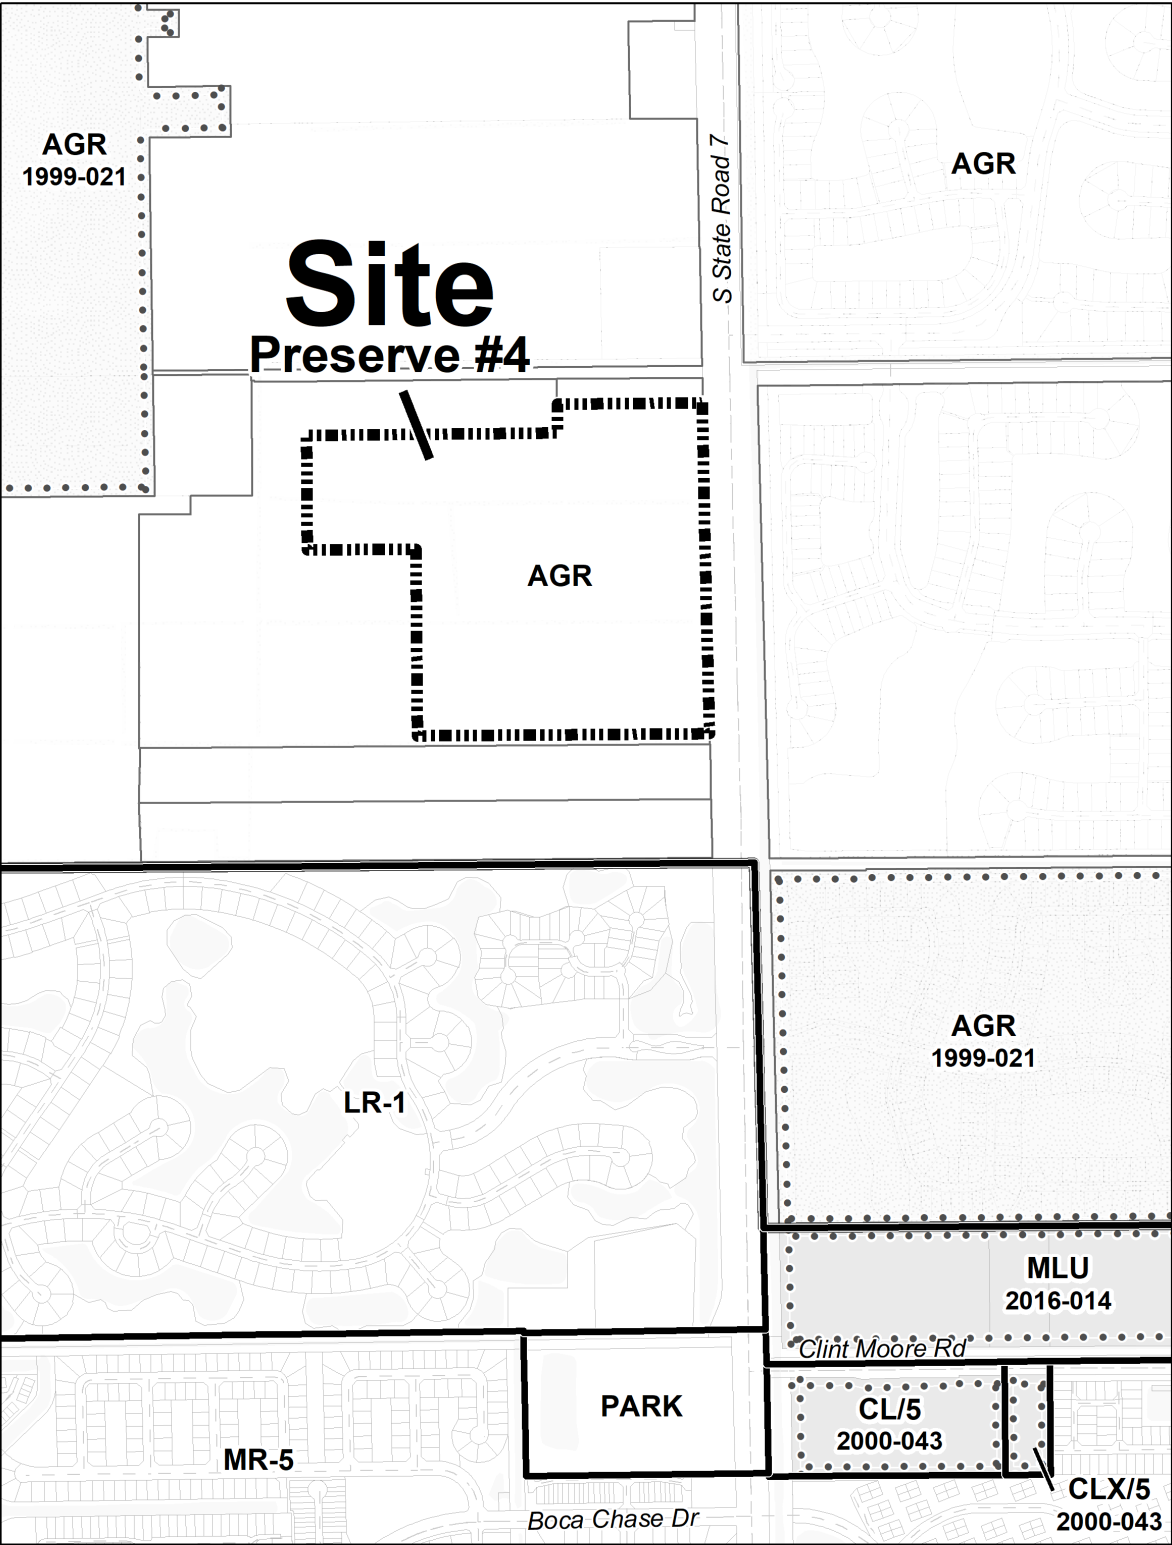 AGR
1999-021
S State Road 7
AGR
Site
Preserve #4
AGR
AGR
1999-021
LR-1
MLU
2016-014
Clint Moore Rd
PARK
CL/5
2000-043
MR-5
CLX/5
2000-043
Boca Chase Dr